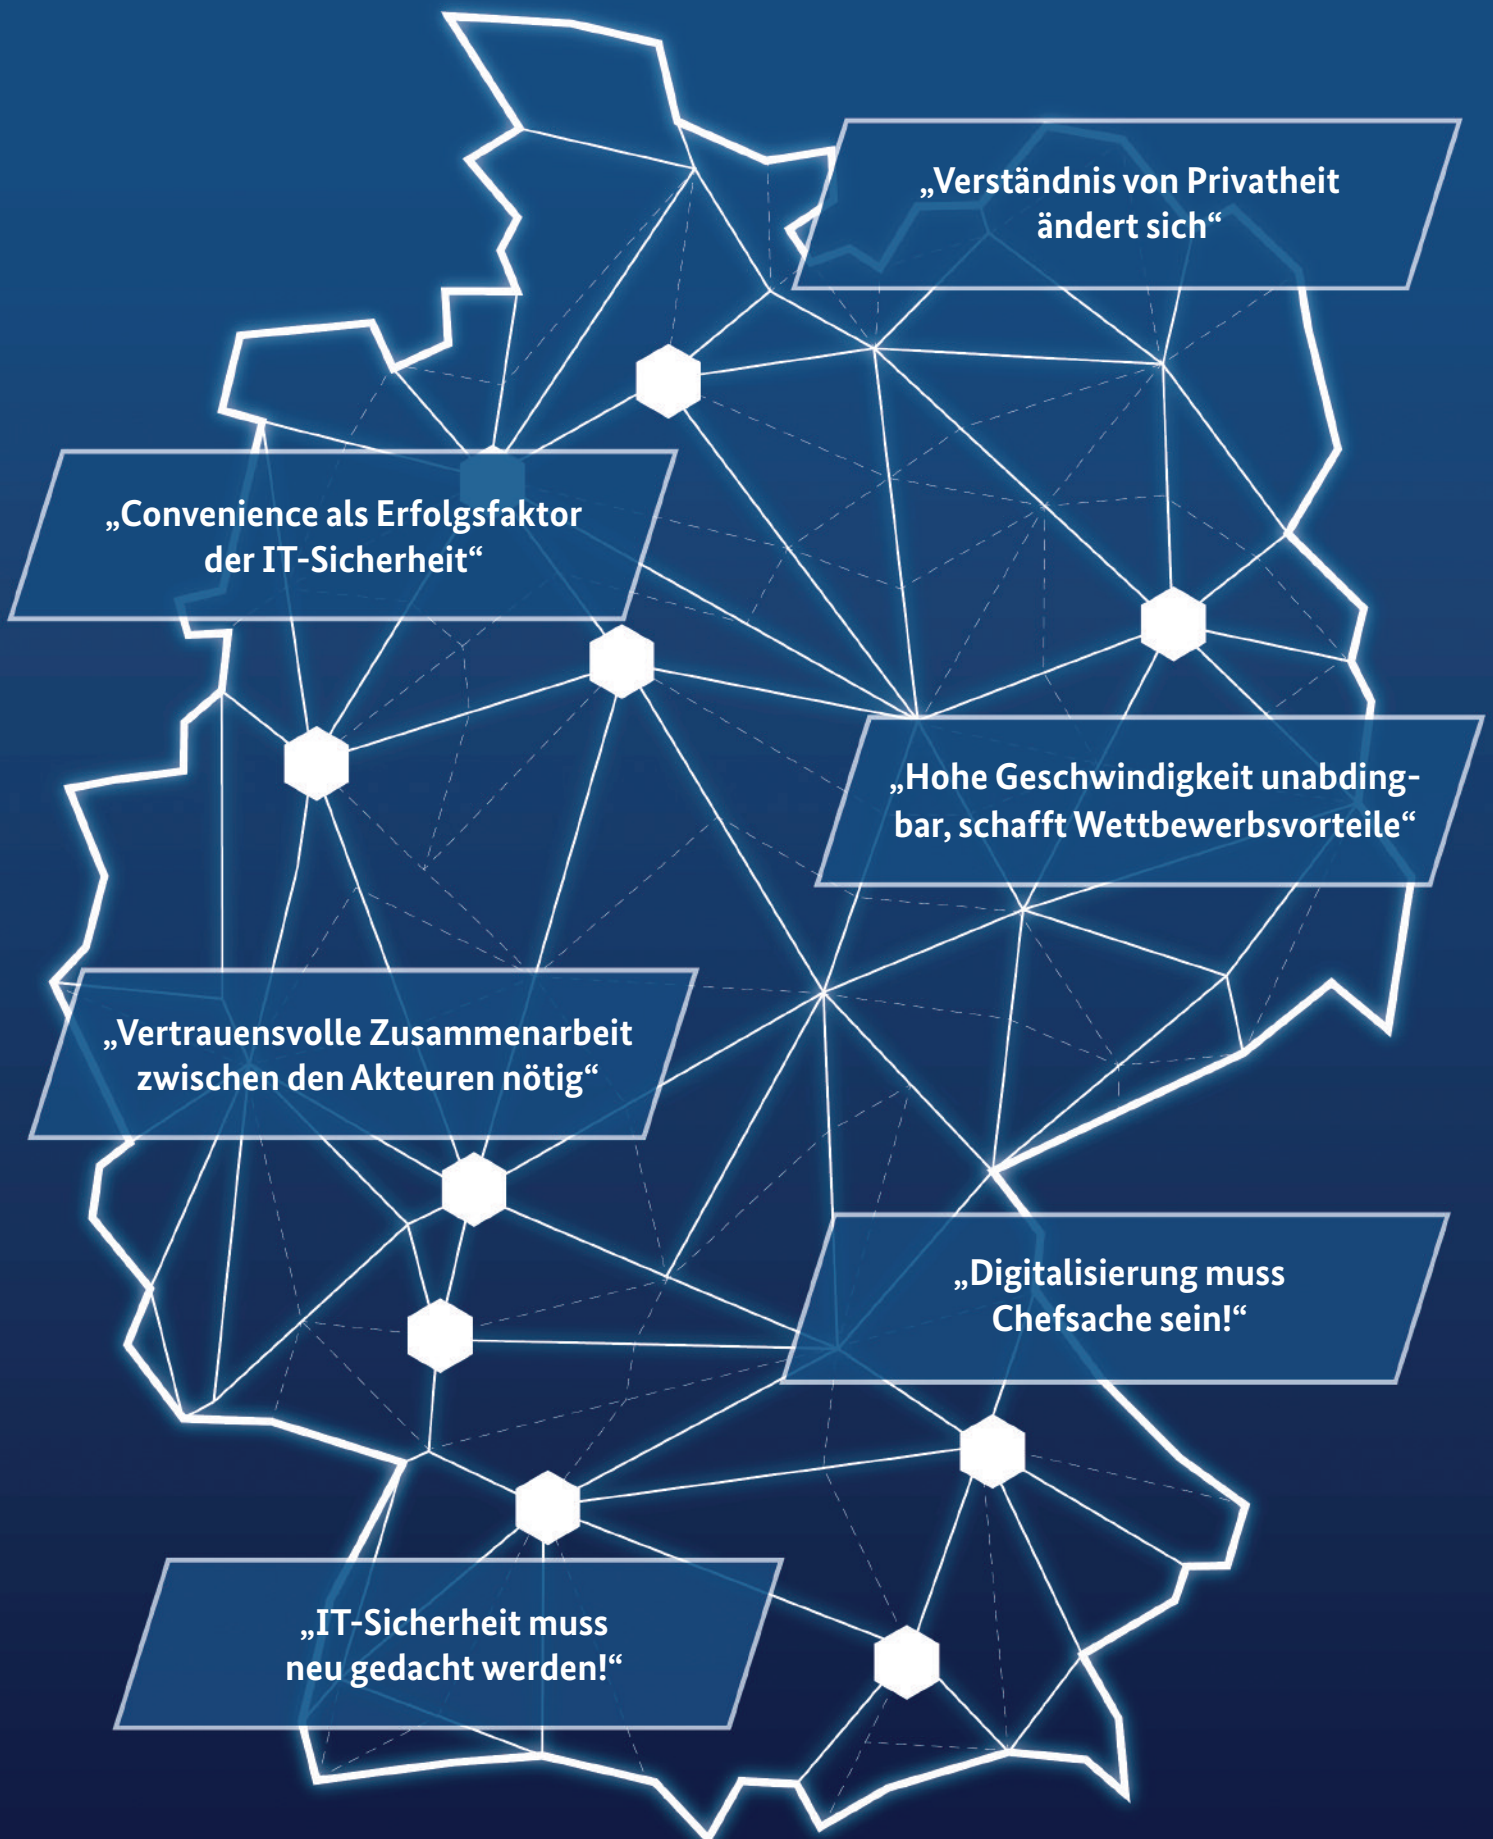 „Verständnis von Privatheit
ändert sich“
„Convenience als Erfolgsfaktor
der IT-Sicherheit“
„Hohe Geschwindigkeit unabding-
bar, schafft Wettbewerbsvorteile“
„Vertrauensvolle Zusammenarbeit
zwischen den Akteuren nötig“
„Digitalisierung muss
Chefsache sein!“
„IT-Sicherheit muss
neu gedacht werden!“